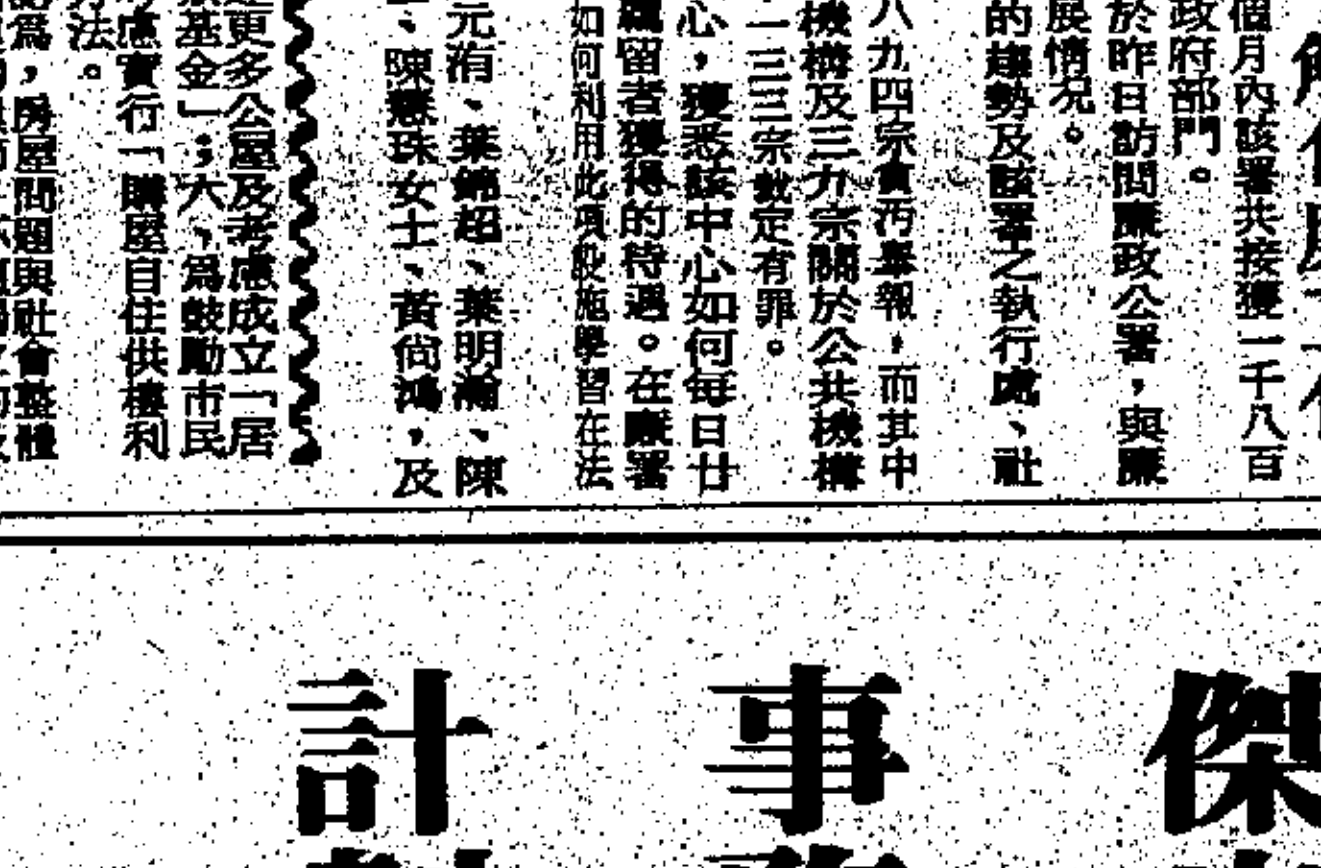 個月內該署共接獲一千八百
政府部門。
於昨日訪問廉政公署，與廉
展情況。
的趨勢及該署之執行處、社
八九四宗貪污舉報，而其中
機構及三九宗關於公共機構
一三三宗裁定有罪。
心，獲悉該中心如何每日廿
羈留者獲得的待遇。在廉署
如何利用此項設施學習在法
元洧、葉錦超、葉明瀚、陳
、陳慧珠女士、黃尙鴻，及
更多公屋及考慮成立「居
基金」；六、爲鼓勵市民
慮實行「購屋自住供樓利
法。
爲，房屋問題與社會整體
傑
事
計